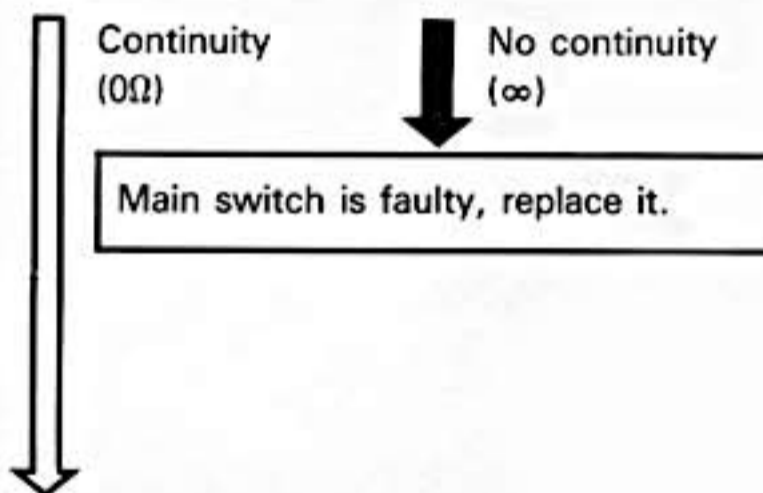 Continuity
(0Ω)
No continuity
(∞)
Main switch is faulty, replace it.